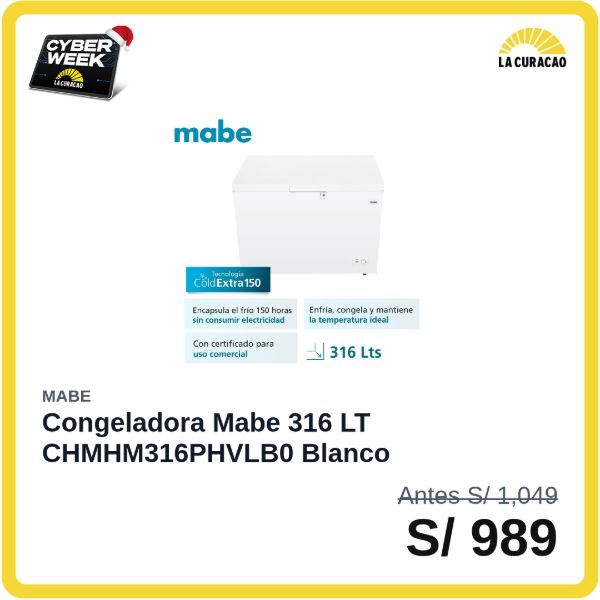 CYBER
WEEK
LA CURACAO
LA CURACAO
mabe
mabe
Tecnología
ColdExtra150
Encapsula el frío 150 horas
sin consumir electricidad
Enfría, congela y mantiene
la temperatura ideal
Con certificado para
uso comercial
316 Lts
MABE
Congeladora Mabe 316 LT
CHMHM316PHVLB0 Blanco
Antes S/ 1,049
S/ 989